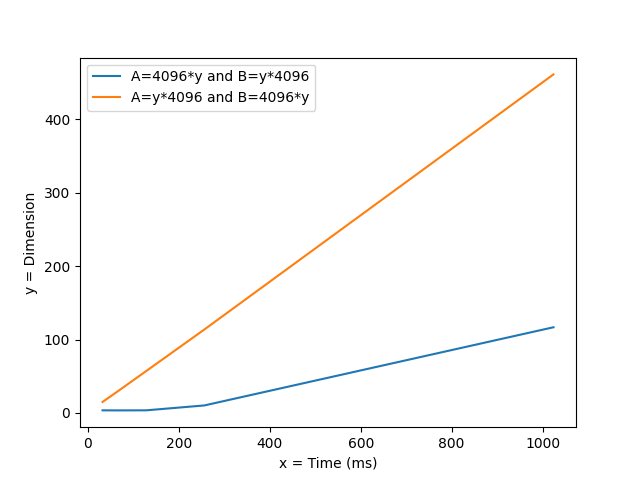 A=4096*y and B=y*4096
A=y*4096 and B=4096*y
400
300
200
100
0
y = Dimension
0 200 400 600 800 1000
x = Time (ms)